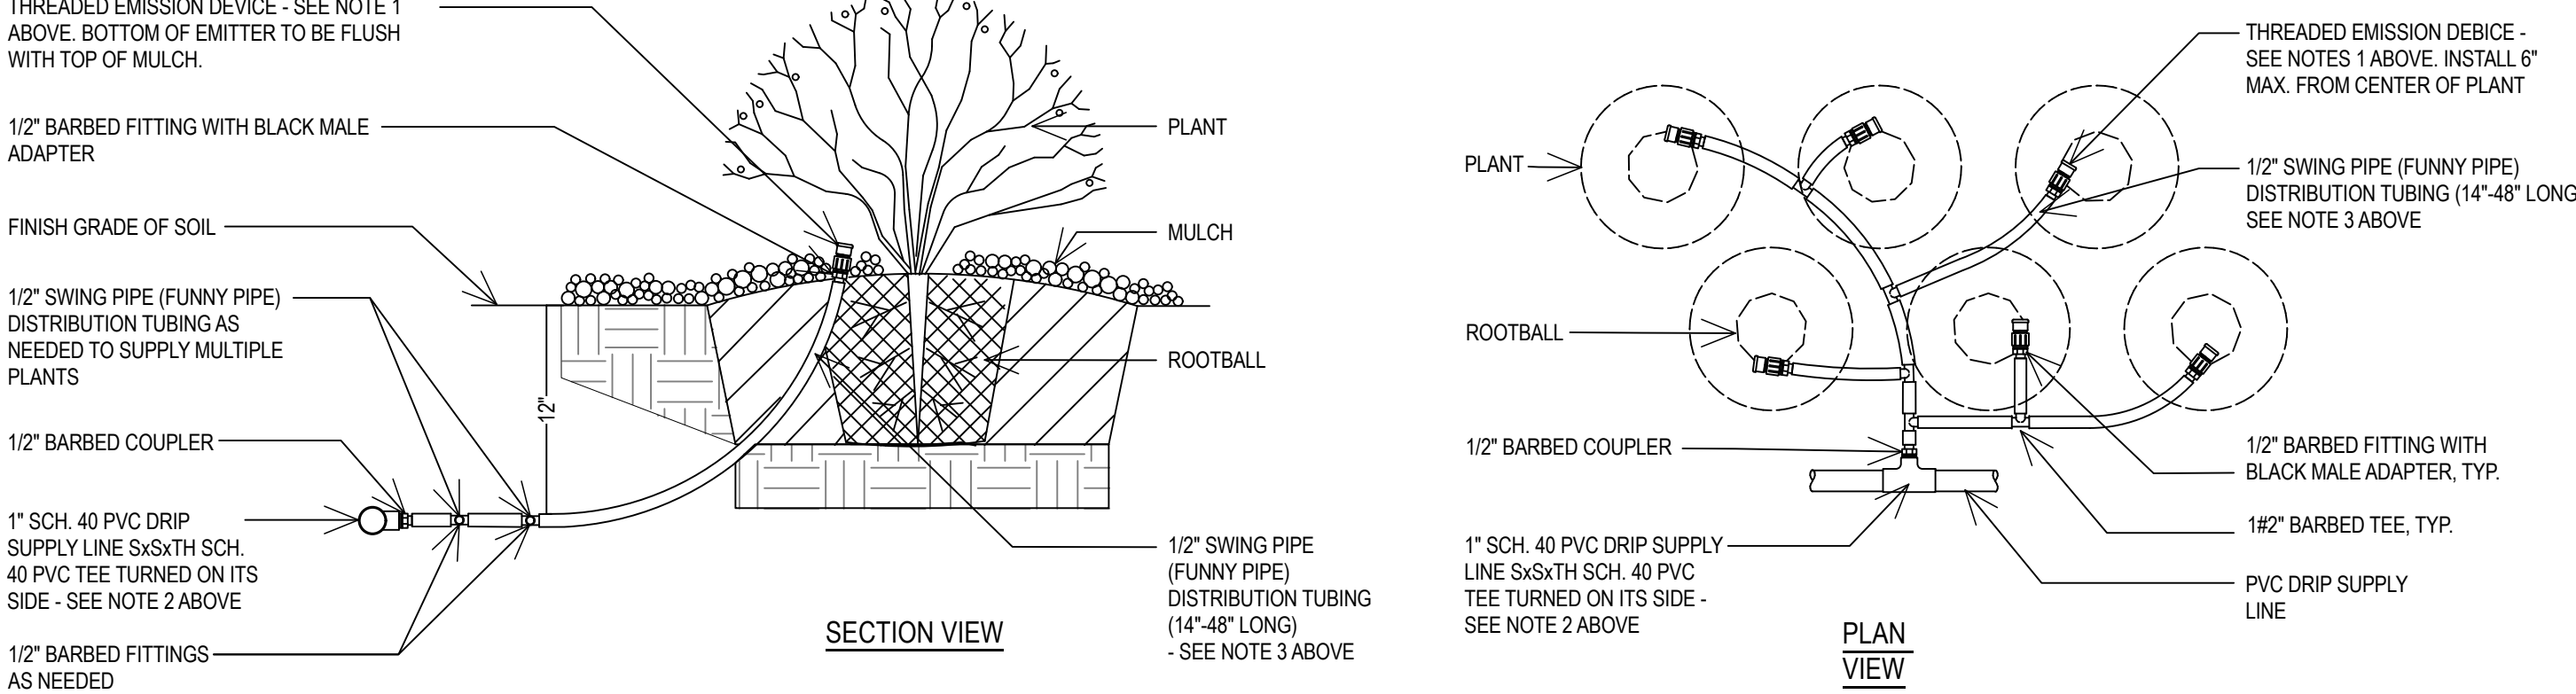 THREADED EMISSION DEVICE - SEE NOTE 1
ABOVE. BOTTOM OF EMITTER TO BE FLUSH
WITH TOP OF MULCH.
1/2" BARBED FITTING WITH BLACK MALE
ADAPTER
FINISH GRADE OF SOIL
1/2" SWING PIPE (FUNNY PIPE)
DISTRIBUTION TUBING AS
NEEDED TO SUPPLY MULTIPLE
PLANTS
1/2" BARBED COUPLER
1" SCH. 40 PVC DRIP
SUPPLY LINE SxSxTH SCH.
40 PVC TEE TURNED ON ITS
SIDE - SEE NOTE 2 ABOVE
1/2" BARBED FITTINGS
AS NEEDED
12"
PLANT
MULCH
ROOTBALL
1/2" SWING PIPE
(FUNNY PIPE)
DISTRIBUTION TUBING
(14"-48" LONG)
- SEE NOTE 3 ABOVE
SECTION VIEW
PLANT
ROOTBALL
1/2" BARBED COUPLER
1" SCH. 40 PVC DRIP SUPPLY
LINE SxSxTH SCH. 40 PVC
TEE TURNED ON ITS SIDE -
SEE NOTE 2 ABOVE
THREADED EMISSION DEBICE -
SEE NOTES 1 ABOVE. INSTALL 6"
MAX. FROM CENTER OF PLANT
1/2" SWING PIPE (FUNNY PIPE)
DISTRIBUTION TUBING (14"-48" LONG
SEE NOTE 3 ABOVE
1/2" BARBED FITTING WITH
BLACK MALE ADAPTER, TYP.
1#2" BARBED TEE, TYP.
PVC DRIP SUPPLY
LINE
PLAN
VIEW